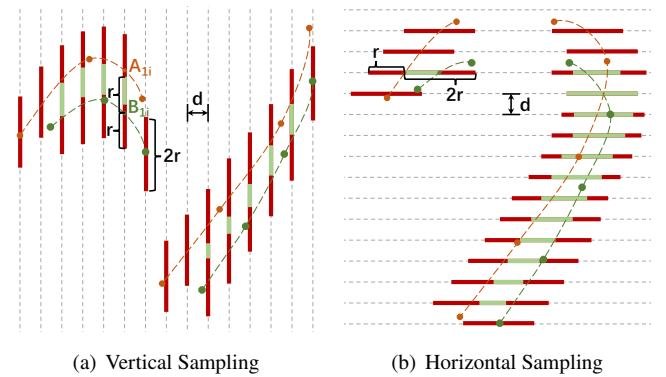 A1i
r
B1i
r
2r
d
r
2r
d
(a) Vertical Sampling
(b) Horizontal Sampling